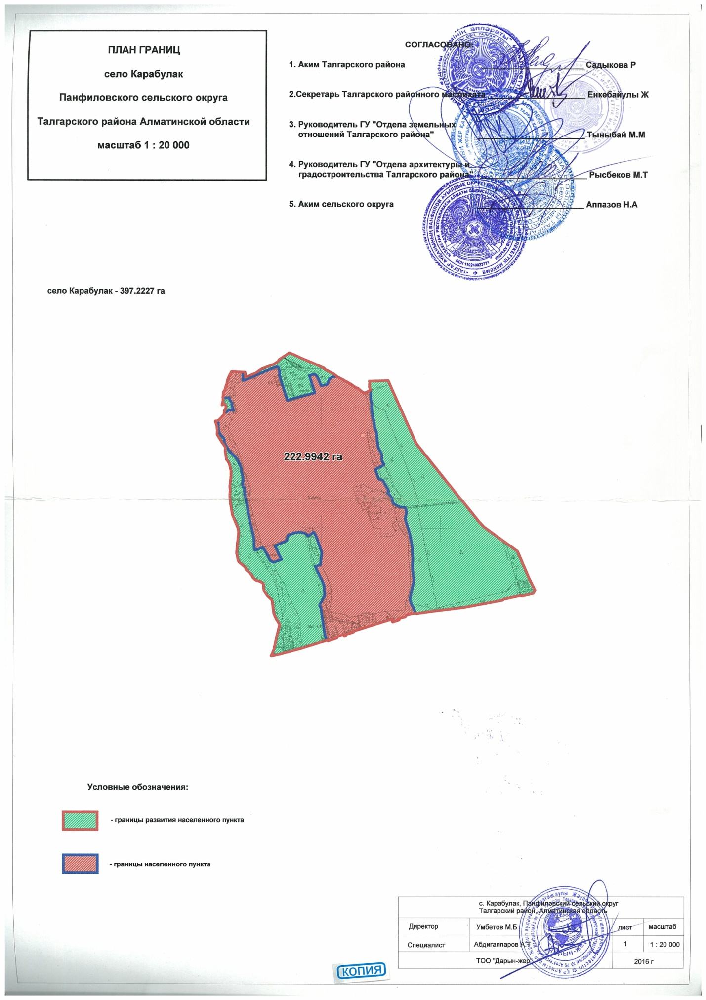 ПЛАН ГРАНИЦ
село Карабулак
Панфиловского сельского округа
Талгарского района Алматинской области
масштаб 1 : 20 000
СОГЛАСОВАНО:
1. Аким Талгарского района Садыкова Р
2.Секретарь Талгарского районного маслихата Енкебайулы Ж
3. Руководитель ГУ "Отдела земельных
отношений Талгарского района" Тыныбай М.М
4. Руководитель ГУ "Отдела архитектуры и
градостроительства Талгарского района" Рысбеков М.Т
5. Аким сельского округа Аппазов Н.А
ҚАЗАҚСТАН
БСН 110240023771
село Карабулак - 397.2227 га
222.9942 га
Условные обозначения:
- границы развития населенного пункта
- границы населенного пункта
с. Карабулак, Панфиловский сельский округ
Талгарский район, Алматинская область
Директор Умбетов М.Б лист масштаб
Специалист Абдигаппаров А.Т 1 1 : 20 000
ТОО "Дарын-жер" 2016 г
КОПИЯ